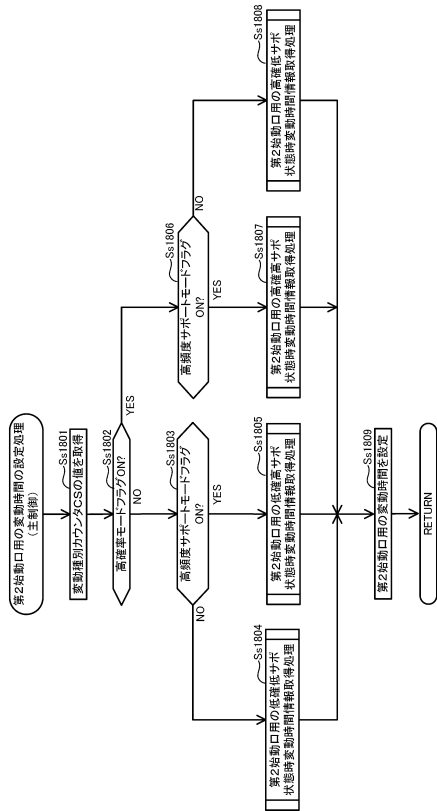 第2始動口用の変動時間の設定処理
(主制御)
Ss1801
変動種別カウンタCSの値を取得
Ss1802
高確率モードフラグON?
YES
NO
Ss1803
高頻度サポートモードフラグ
ON?
NO
YES
Ss1806
高頻度サポートモードフラグ
ON?
NO
YES
Ss1804
第2始動口用の低確低サポ
状態時変動時間情報取得処理
Ss1805
第2始動口用の低確高サポ
状態時変動時間情報取得処理
Ss1807
第2始動口用の高確高サポ
状態時変動時間情報取得処理
Ss1808
第2始動口用の高確低サポ
状態時変動時間情報取得処理
Ss1809
第2始動口用の変動時間を設定
RETURN